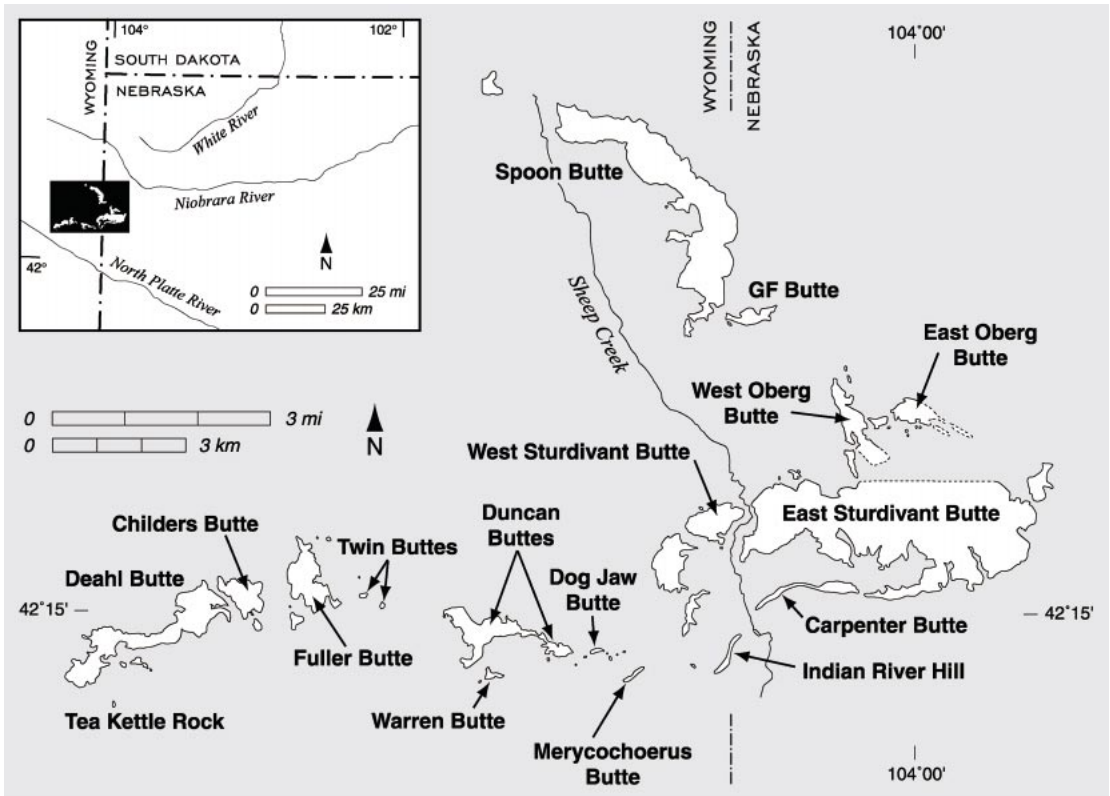 104°
102°
WYOMING
SOUTH DAKOTA
NEBRASKA
White River
Niobrara River
42°
North Platte River
N
0 25 mi
0 25 km
104°00'
WYOMING
NEBRASKA
Spoon Butte
Sheep Creek
GF Butte
East Oberg
Butte
West Oberg
Butte
0 3 mi
0 3 km
N
West Sturdivant Butte
East Sturdivant Butte
Childers Butte
Duncan
Buttes
Twin Buttes
Deahl Butte
Dog Jaw
Butte
42°15'
42°15'
Carpenter Butte
Fuller Butte
Indian River Hill
Tea Kettle Rock
Warren Butte
Merycochoerus
Butte
104°00'